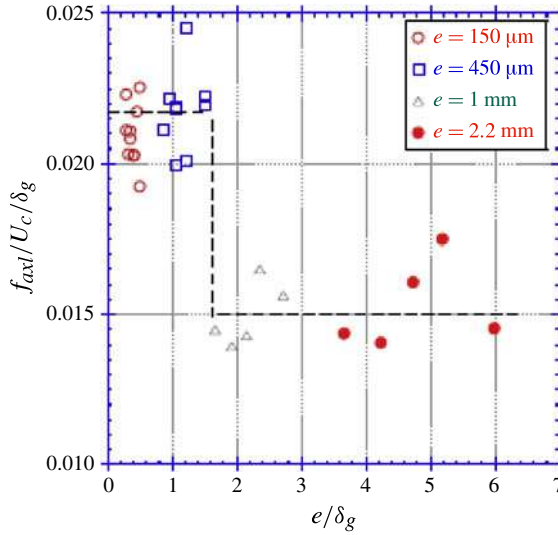 0.025
0.020
0.015
0.010
f_axl/U_c/δ_g
e = 150 μm
e = 450 μm
e = 1 mm
e = 2.2 mm
0 1 2 3 4 5 6 7
e/δ_g